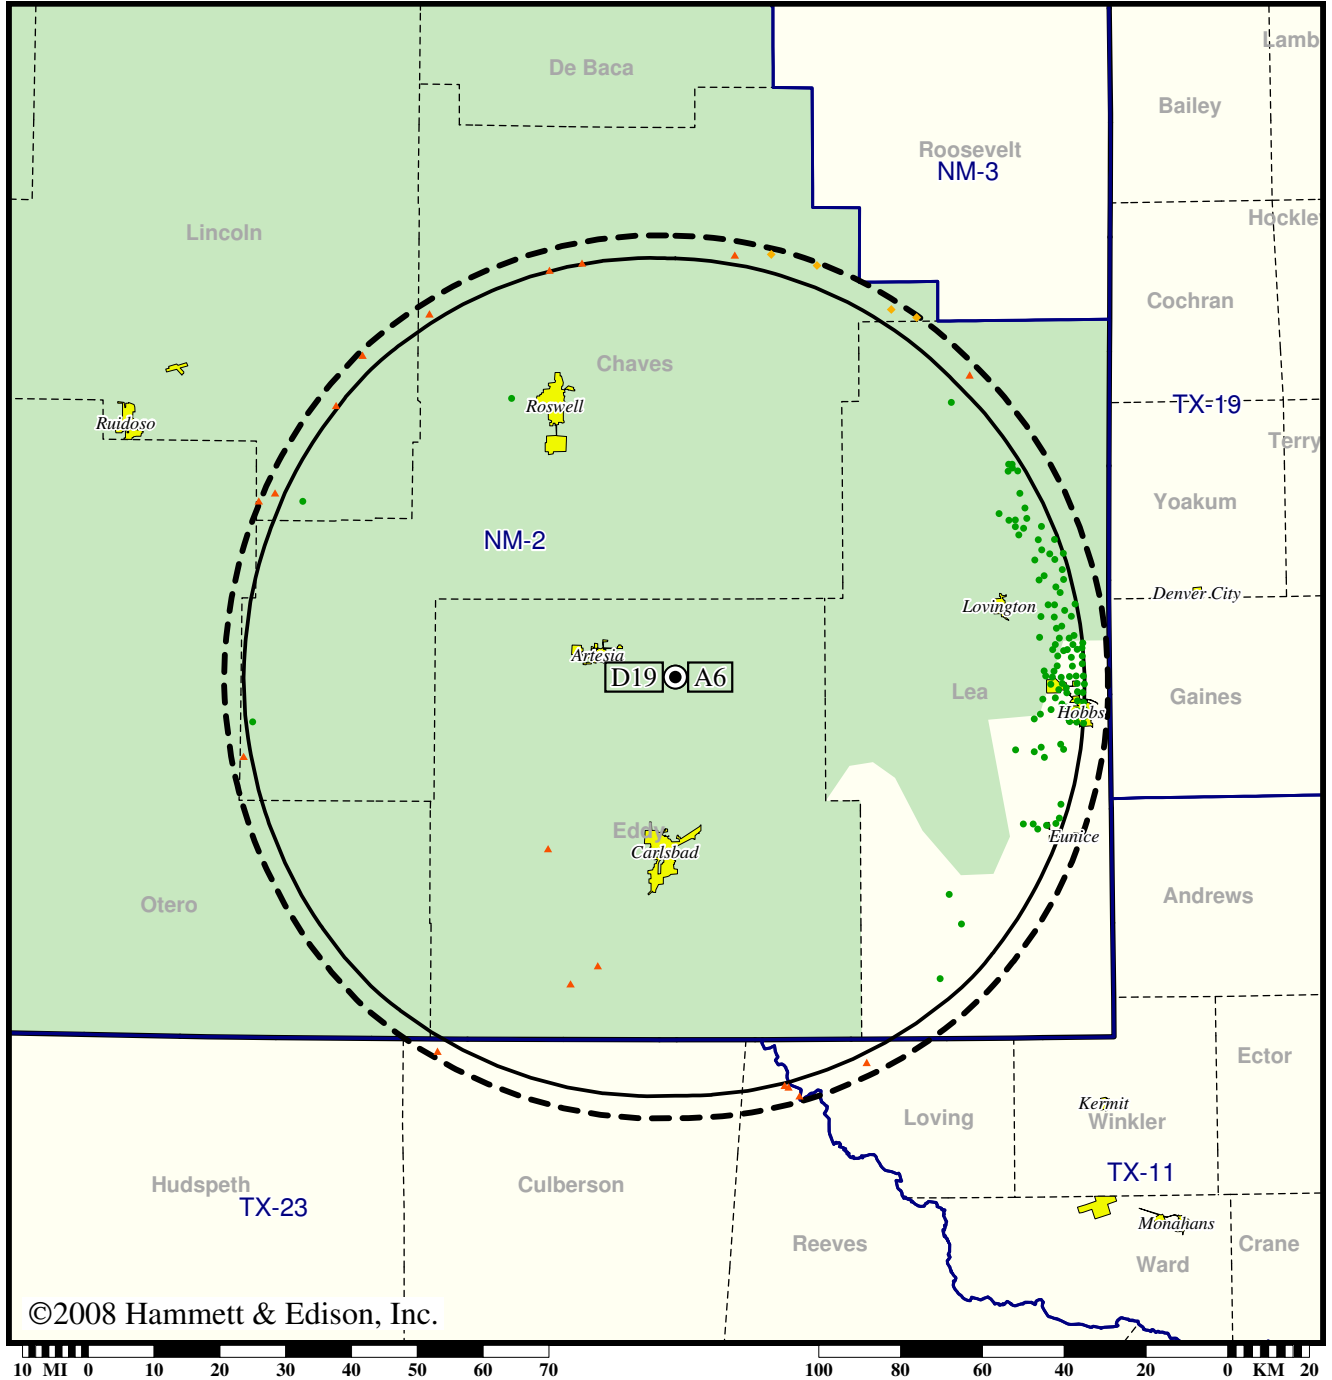 Lamb
De Baca
Bailey
Roosevelt
NM-3
Hockle
Lincoln
Cochran
Chaves
TX-19
Roswell
Ruidoso
Terry
Yoakum
NM-2
Denver City
Lovington
Artesia
D19
A6
Lea
Gaines
Hobbs
Eddy
Eunice
Carlsbad
Andrews
Otero
Ector
Kermit
Loving
Winkler
TX-11
Hudspeth
Culberson
TX-23
Monahans
Reeves
Crane
Ward
©2008 Hammett & Edison, Inc.
10 MI 0 10 20 30 40 50 60 70 100 80 60 40 20 0 KM 20